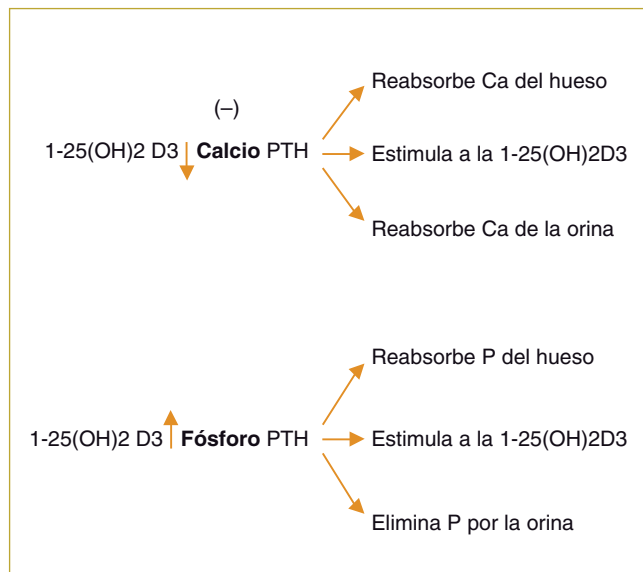 Reabsorbe Ca del hueso
(–)
1-25(OH)2 D3 Calcio PTH
Estimula a la 1-25(OH)2D3
Reabsorbe Ca de la orina
Reabsorbe P del hueso
1-25(OH)2 D3 Fósforo PTH
Estimula a la 1-25(OH)2D3
Elimina P por la orina